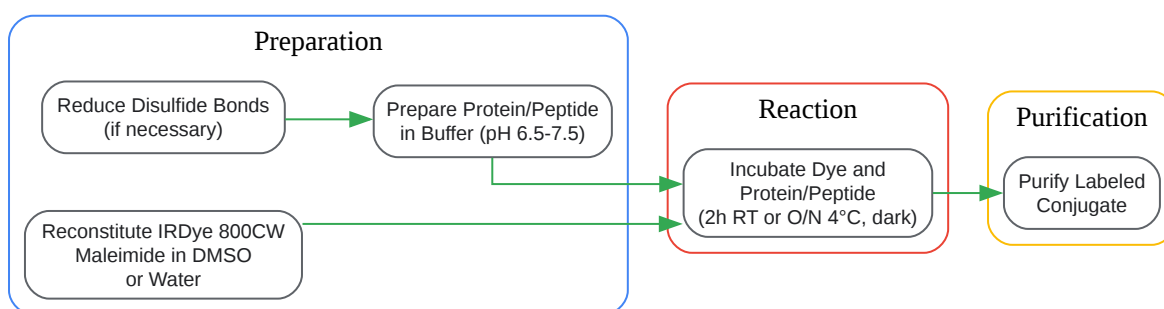 Preparation
Reduce Disulfide Bonds
(if necessary)
Prepare Protein/Peptide
in Buffer (pH 6.5-7.5)
Reconstitute IRDye 800CW
Maleimide in DMSO
or Water
Reaction
Incubate Dye and
Protein/Peptide
(2h RT or O/N 4°C, dark)
Purification
Purify Labeled
Conjugate